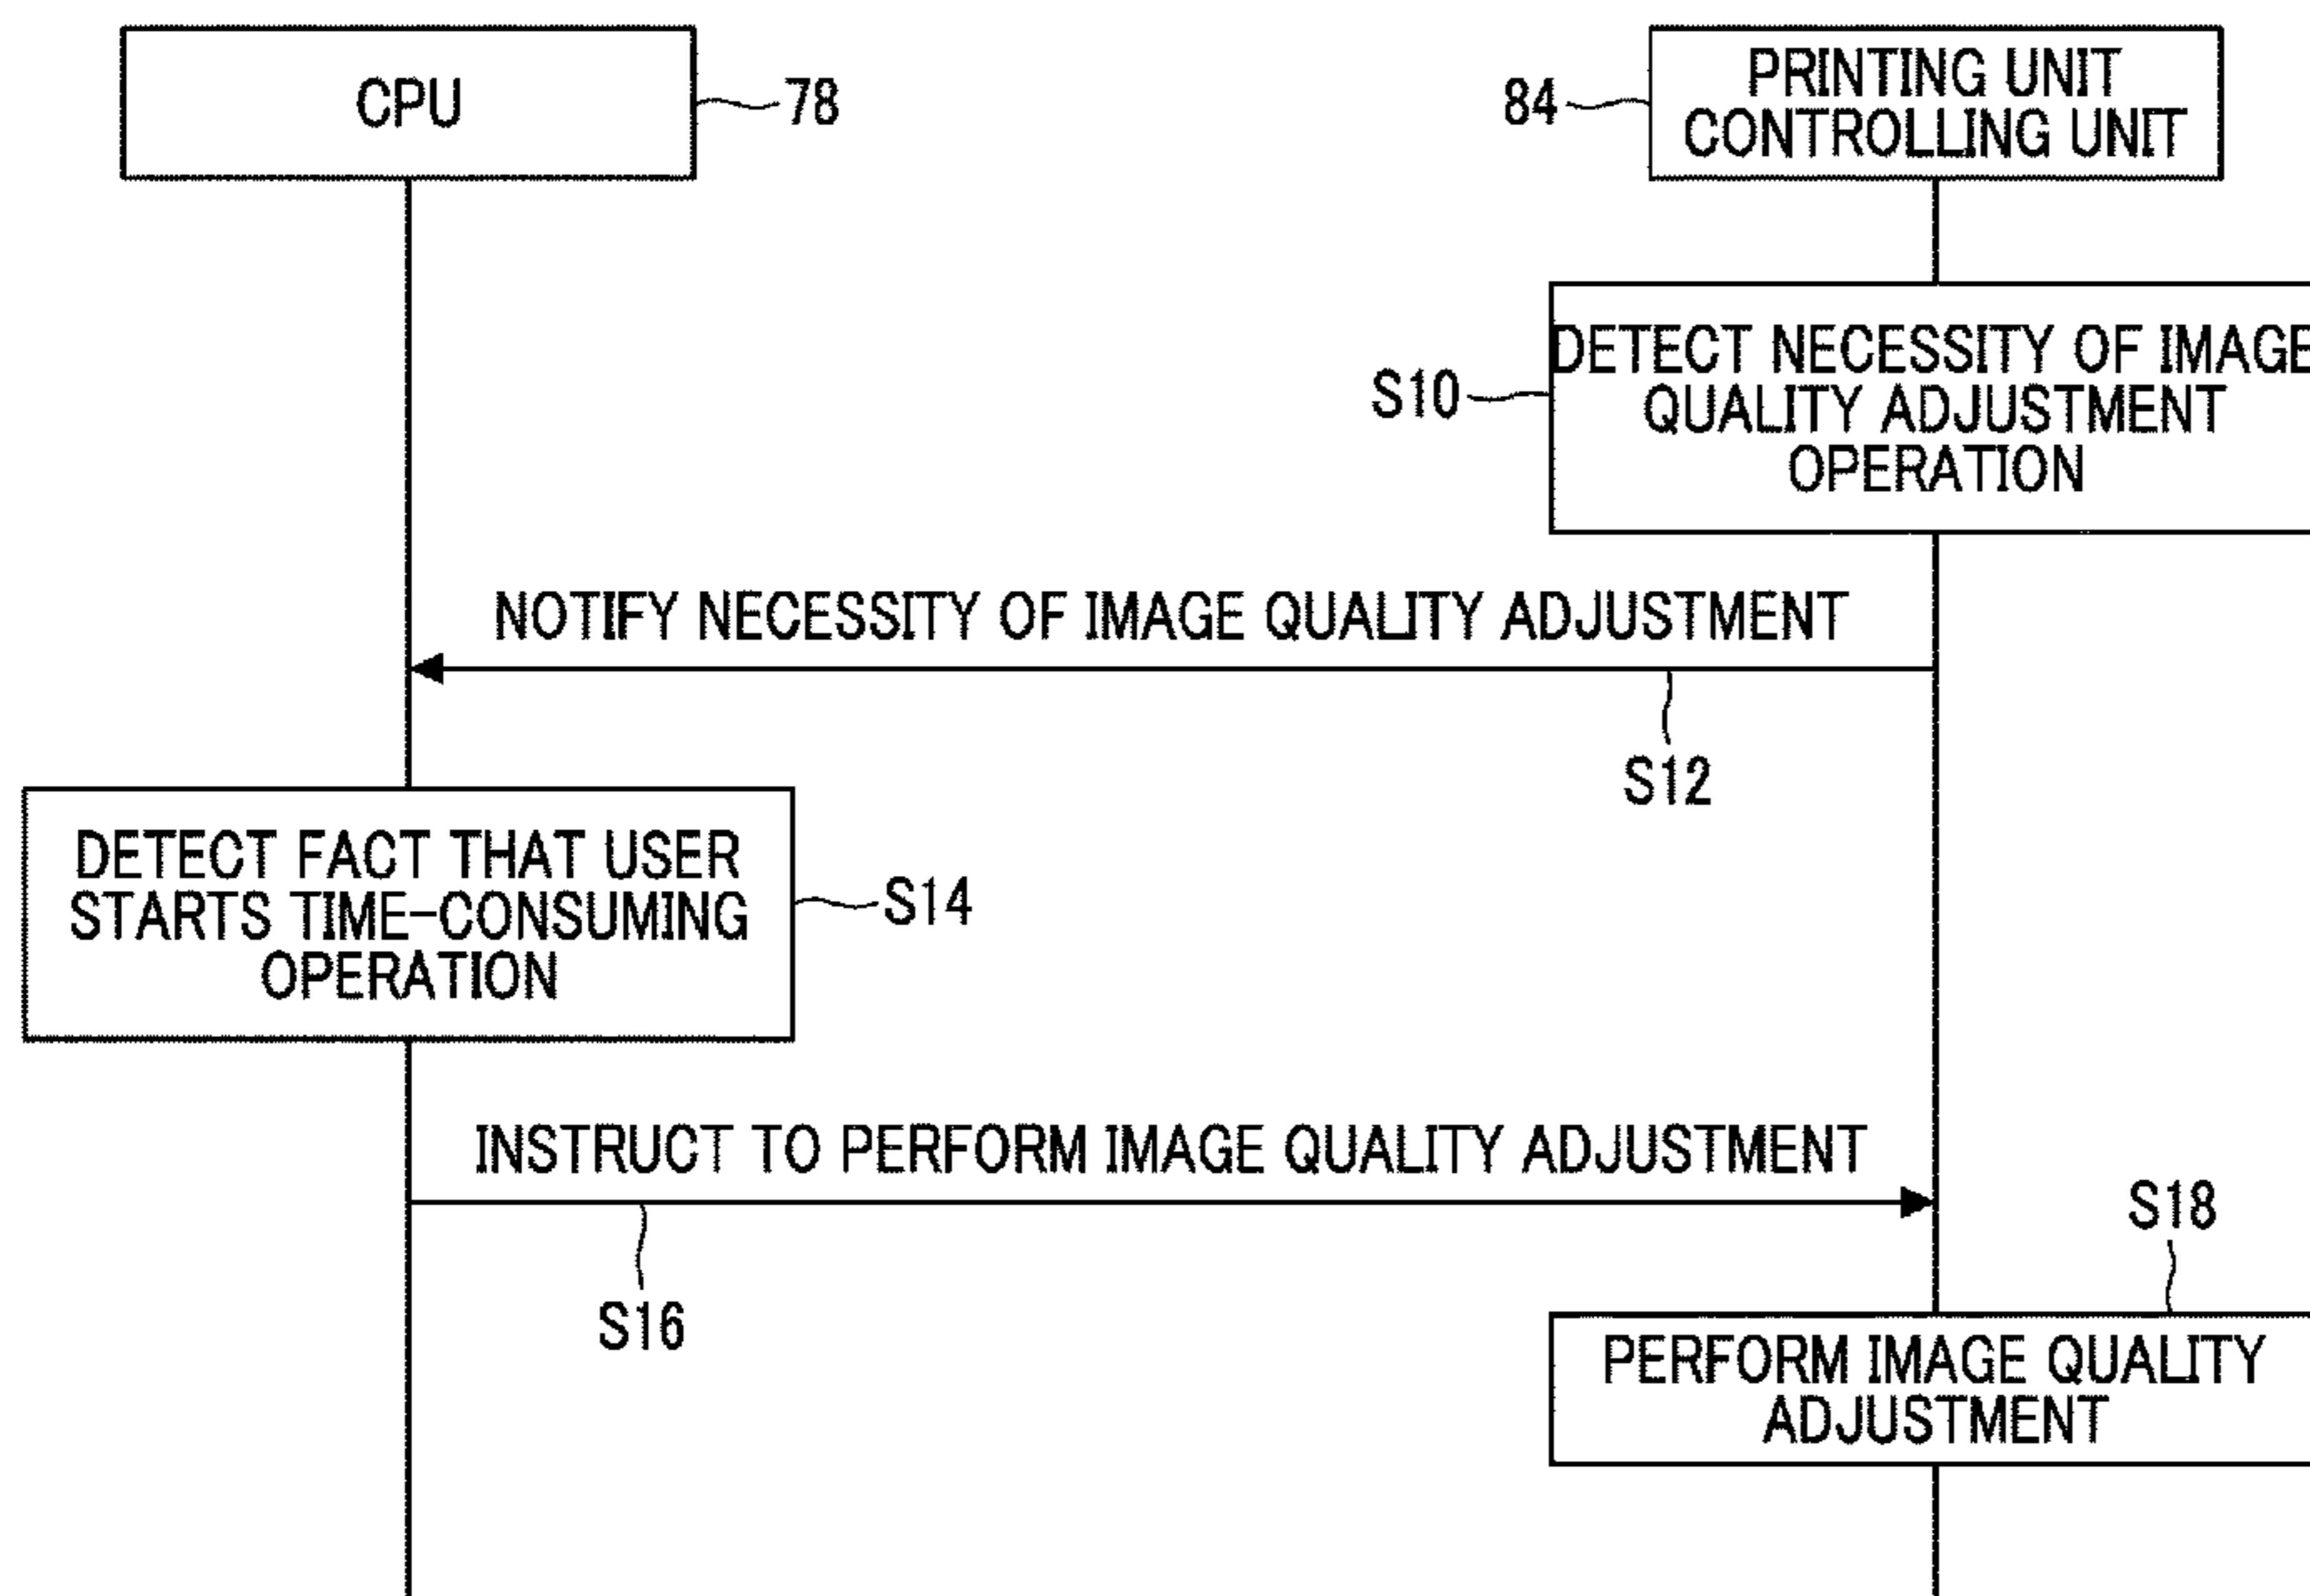 CPU
78
84
PRINTING UNIT
CONTROLLING UNIT
S10
DETECT NECESSITY OF IMAGE
QUALITY ADJUSTMENT
OPERATION
NOTIFY NECESSITY OF IMAGE QUALITY ADJUSTMENT
S12
DETECT FACT THAT USER
STARTS TIME-CONSUMING
OPERATION
S14
INSTRUCT TO PERFORM IMAGE QUALITY ADJUSTMENT
S16
S18
PERFORM IMAGE QUALITY
ADJUSTMENT